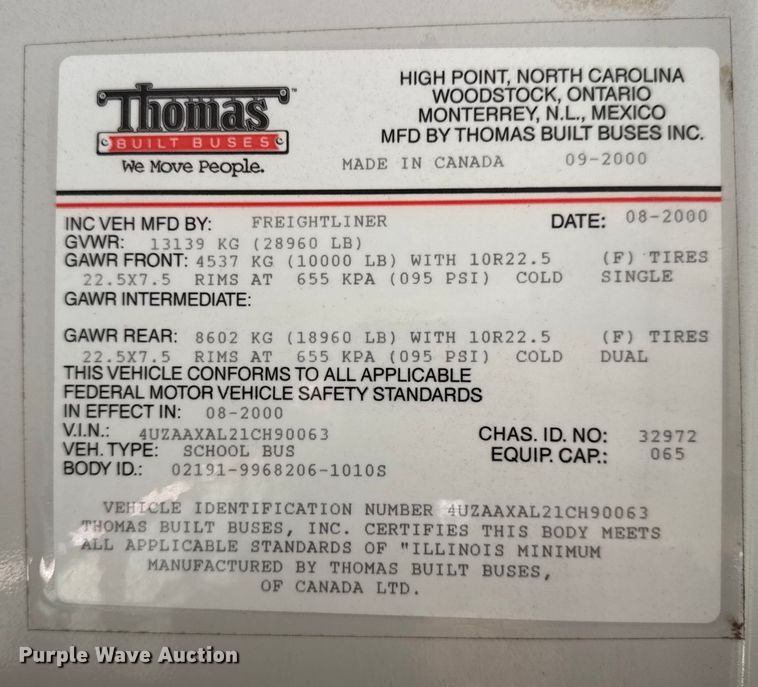 Thomas™
BUILT BUSES®
We Move People.
HIGH POINT, NORTH CAROLINA
WOODSTOCK, ONTARIO
MONTERREY, N.L., MEXICO
MFD BY THOMAS BUILT BUSES INC.
MADE IN CANADA 09-2000
INC VEH MFD BY: FREIGHTLINER DATE: 08-2000
GVWR: 13139 KG (28960 LB)
GAWR FRONT: 4537 KG (10000 LB) WITH 10R22.5 (F) TIRES
22.5X7.5 RIMS AT 655 KPA (095 PSI) COLD SINGLE
GAWR INTERMEDIATE:
GAWR REAR: 8602 KG (18960 LB) WITH 10R22.5 (F) TIRES
22.5X7.5 RIMS AT 655 KPA (095 PSI) COLD DUAL
THIS VEHICLE CONFORMS TO ALL APPLICABLE
FEDERAL MOTOR VEHICLE SAFETY STANDARDS
IN EFFECT IN: 08-2000
V.I.N.: 4UZAAXAL21CH90063 CHAS. ID. NO: 32972
VEH. TYPE: SCHOOL BUS EQUIP. CAP.: 065
BODY ID.: 02191-9968206-1010S
VEHICLE IDENTIFICATION NUMBER 4UZAAXAL21CH90063
THOMAS BUILT BUSES, INC. CERTIFIES THIS BODY MEETS
ALL APPLICABLE STANDARDS OF "ILLINOIS MINIMUM
MANUFACTURED BY THOMAS BUILT BUSES,
OF CANADA LTD.
Purple Wave Auction